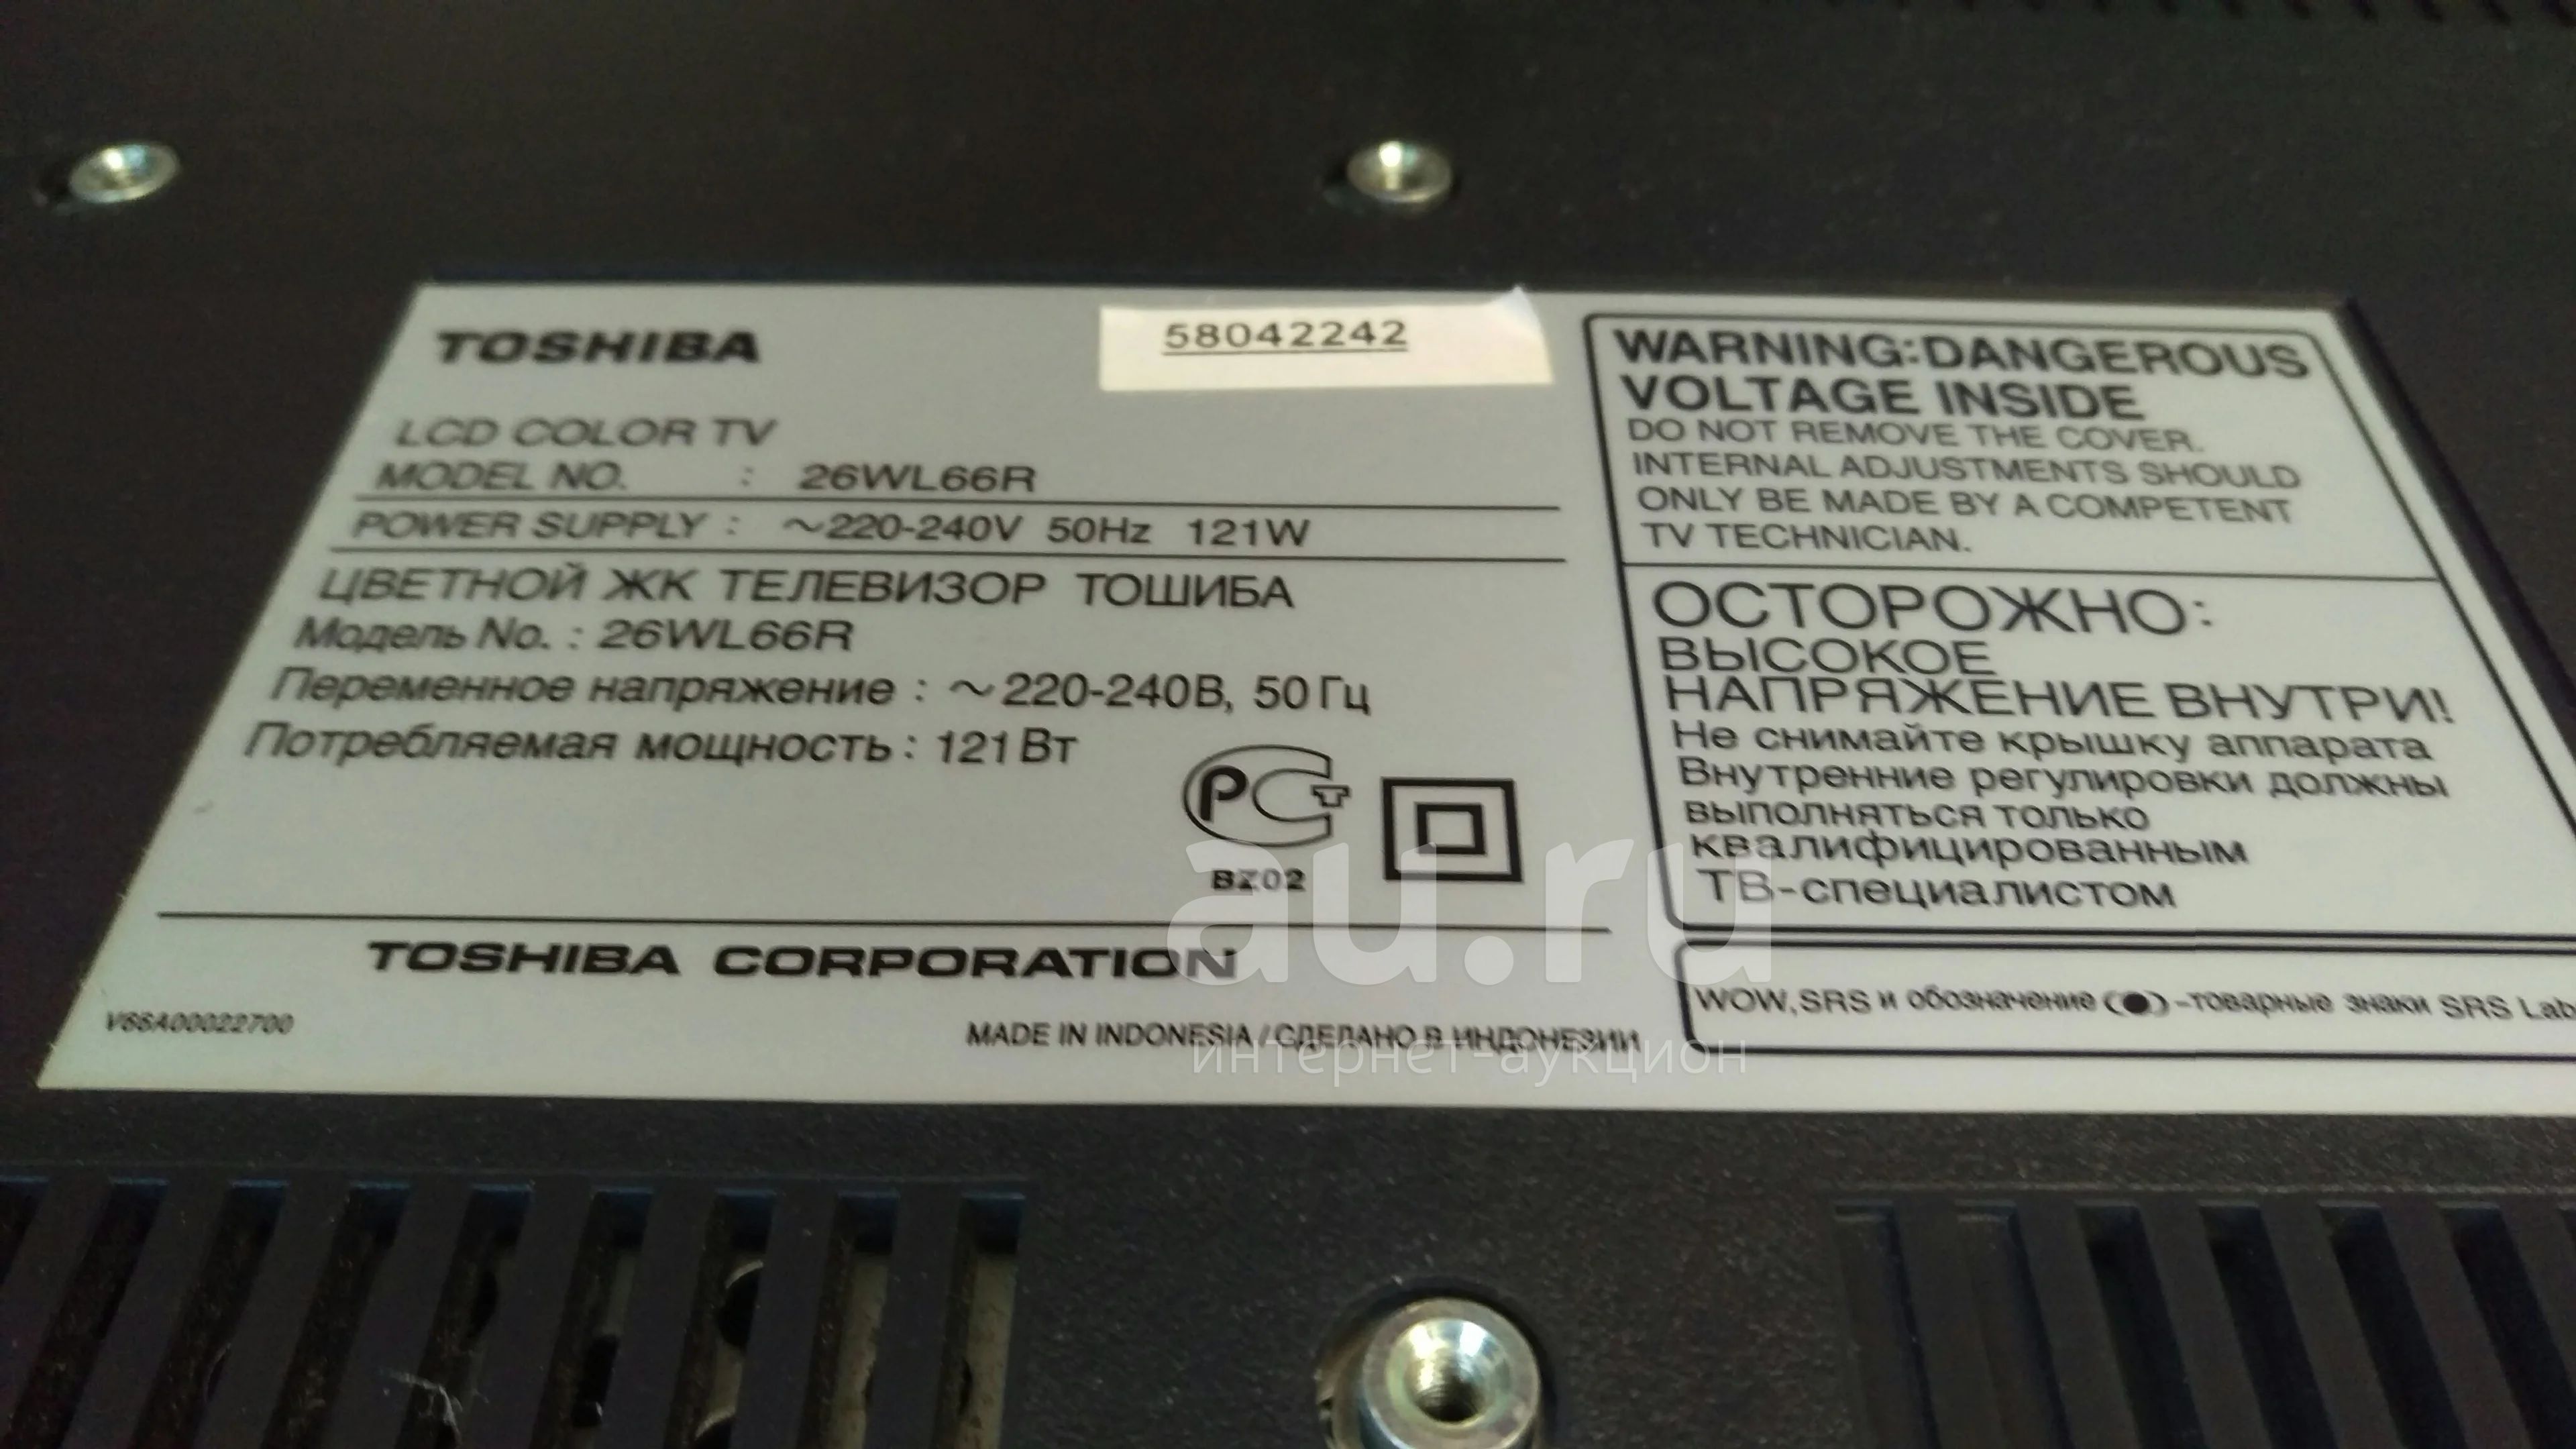 TOSHIBA
58042242
LCD COLOR TV
MODEL NO. : 26WL66R
POWER SUPPLY : ~220-240V 50Hz 121W
ЦВЕТНОЙ ЖК ТЕЛЕВИЗОР ТОШИБА
Модель No. : 26WL66R
Переменное напряжение : ~220-240В, 50Гц
Потребляемая мощность : 121Вт
РСТ
BZ02
TOSHIBA CORPORATION
V66A00022700
MADE IN INDONESIA / СДЕЛАНО В ИНДОНЕЗИИ
WARNING:DANGEROUS
VOLTAGE INSIDE
DO NOT REMOVE THE COVER.
INTERNAL ADJUSTMENTS SHOULD
ONLY BE MADE BY A COMPETENT
TV TECHNICIAN.
ОСТОРОЖНО:
ВЫСОКОЕ
НАПРЯЖЕНИЕ ВНУТРИ!
Не снимайте крышку аппарата
Внутренние регулировки должны
выполняться только
квалифицированным
ТВ-специалистом
WOW, SRS и обозначение (●) -товарные знаки SRS Lab
au.ru
интернет-аукцион